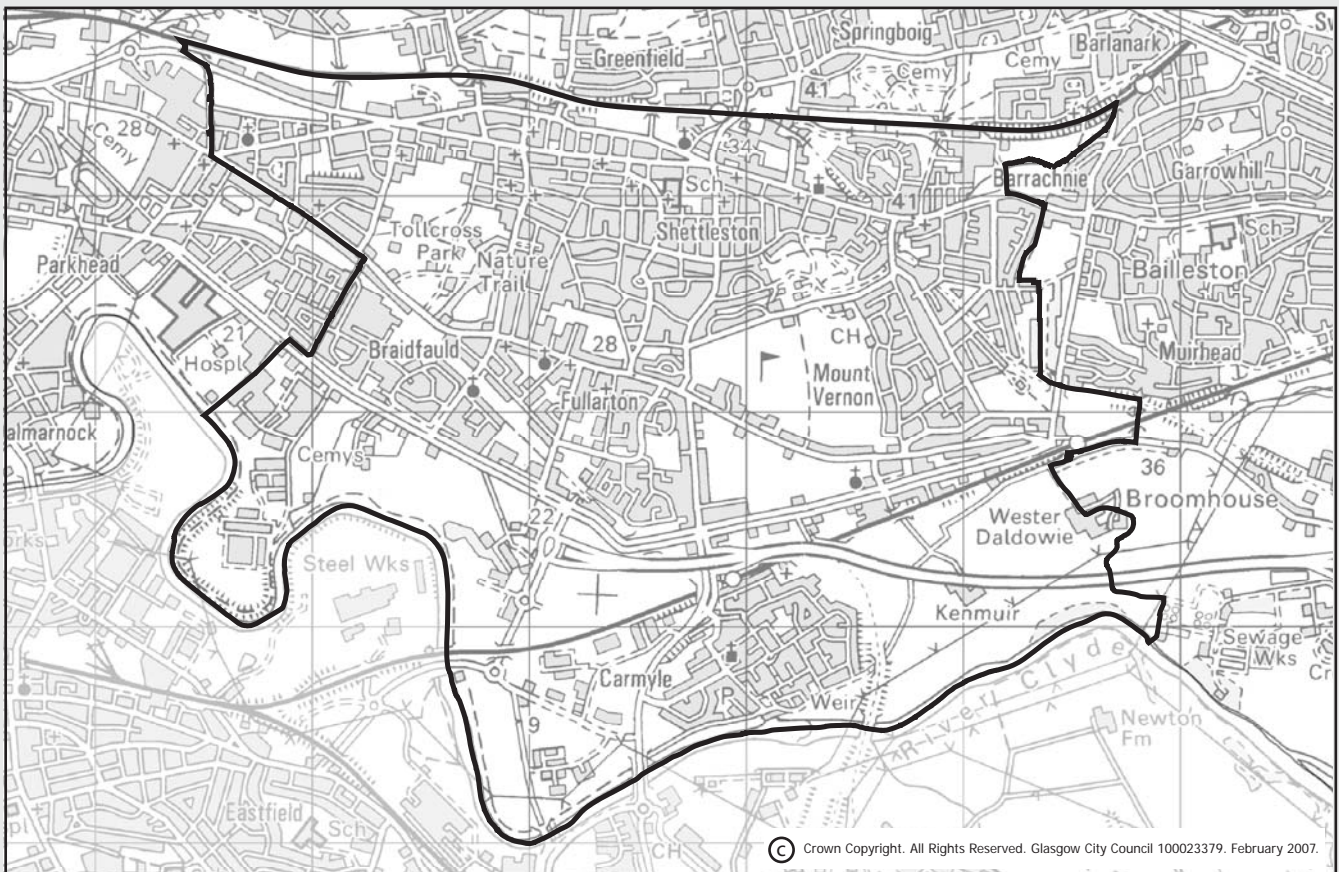 Springboig
Greenfield
Barlanark
Cemy
Cemy
41
28
Cemy
34
Barrachnie
Garrowhill
Sch
41
Tollcross
Park
Nature
Trail
Shettleston
Sch
Parkhead
Bailleston
21
Hospl
Braidfauld
28
CH
Mount
Vernon
Muirhead
Fullarton
almarnock
Cemys
36
Broomhouse
22
Wester
Daldowie
orks
Steel Wks
Kenmuir
Sewage
Wks
Cr
Carmyle
Weir
River Clyde
9
Newton
Fm
Eastfield
Sch
CH
© Crown Copyright. All Rights Reserved. Glasgow City Council 100023379. February 2007.